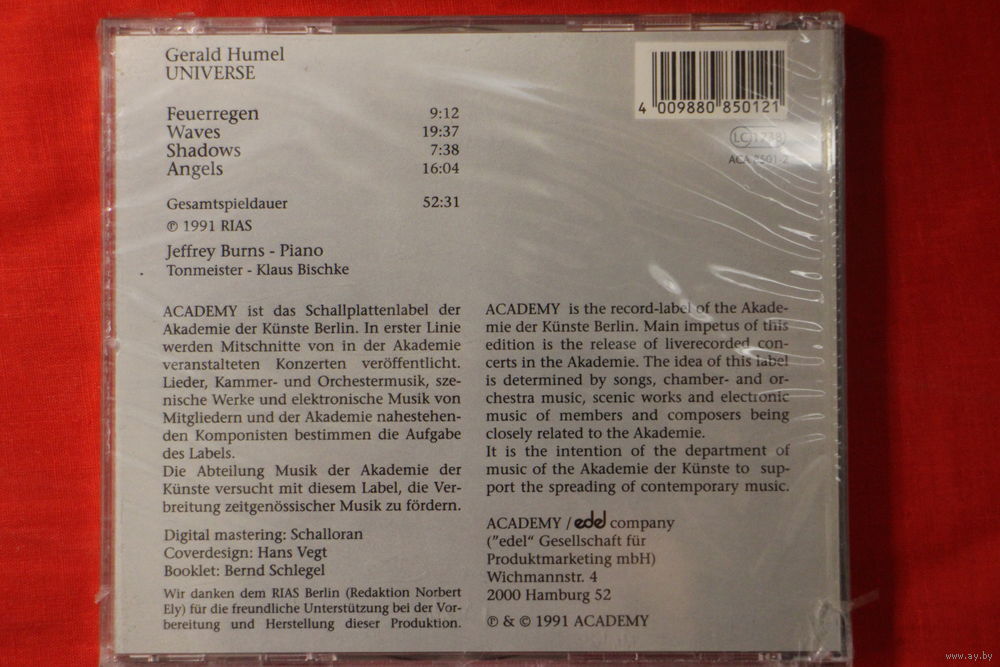 Gerald Humel
UNIVERSE
Feuerregen 9:12
Waves 19:37
Shadows 7:38
Angels 16:04
Gesamtspieldauer 52:31
℗ 1991 RIAS
Jeffrey Burns - Piano
Tonmeister - Klaus Bischke
4 009880 850121
LC 1238
ACA 8501-2
ACADEMY ist das Schallplattenlabel der
Akademie der Künste Berlin. In erster Linie
werden Mitschnitte von in der Akademie
veranstalteten Konzerten veröffentlicht.
Lieder, Kammer- und Orchestermusik, sze-
nische Werke und elektronische Musik von
Mitgliedern und der Akademie nahestehen-
den Komponisten bestimmen die Aufgabe
des Labels.
Die Abteilung Musik der Akademie der
Künste versucht mit diesem Label, die Ver-
breitung zeitgenössischer Musik zu fördern.
Digital mastering: Schalloran
Coverdesign: Hans Vegt
Booklet: Bernd Schlegel
Wir danken dem RIAS Berlin (Redaktion Norbert
Ely) für die freundliche Unterstützung bei der Vor-
bereitung und Herstellung dieser Produktion.
ACADEMY is the record-label of the Akade-
mie der Künste Berlin. Main impetus of this
edition is the release of liverecorded con-
certs in the Akademie. The idea of this label
is determined by songs, chamber- and or-
chestra music, scenic works and electronic
music of members and composers being
closely related to the Akademie.
It is the intention of the department of
music of the Akademie der Künste to sup-
port the spreading of contemporary music.
ACADEMY / edel company
("edel“ Gesellschaft für
Produktmarketing mbH)
Wichmannstr. 4
2000 Hamburg 52
℗ & © 1991 ACADEMY
www.ay.by